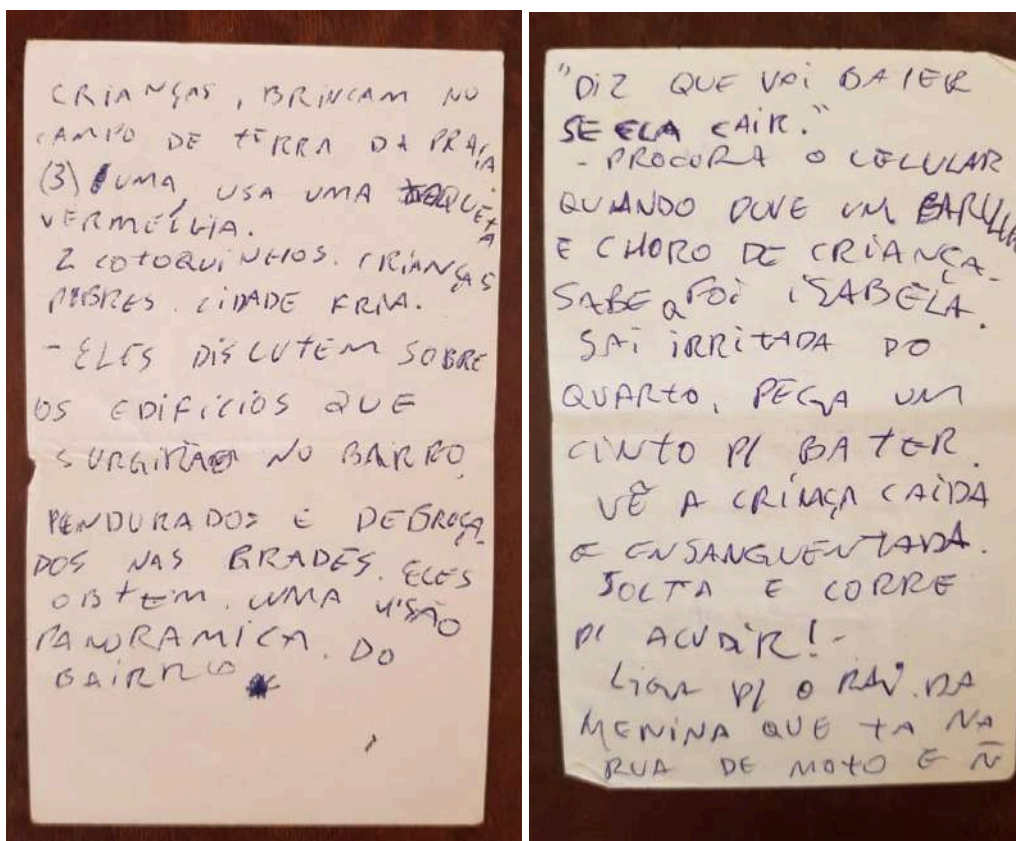 CRIANÇAS, BRINCAM NO
CAMPO DE TERRA DA PRAÇA.
(3) UMA, USA UMA JAQUETA
VERMELHA.
2 COTOQUINHOS. CRIANÇAS
POBRES. CIDADE FRIA.
- ELES DISCUTEM SOBRE
OS EDIFÍCIOS QUE
SURGIRAM NO BAIRRO.
PENDURADOS E DEBRUÇA-
DOS NAS GRADES. ELES
OBTEM. UMA VISÃO
PANORAMICA. DO
BAIRRO
"DIZ QUE VAI BATER
SE ELA CAIR."
- PROCURA O CELULAR
QUANDO OUVE UM BARULHO
E CHORO DE CRIANÇA.
SABE Q FOI ISABELA.
SAI IRRITADA DO
QUARTO, PEGA UM
CINTO P/ BATER.
VÊ A CRIANÇA CAÍDA
E ENSANGUENTADA.
SOLTA E CORRE
P/ ACUDIR! -
LIGA P/ O PAI. DA
MENINA QUE TA NA
RUA DE MOTO E Ñ